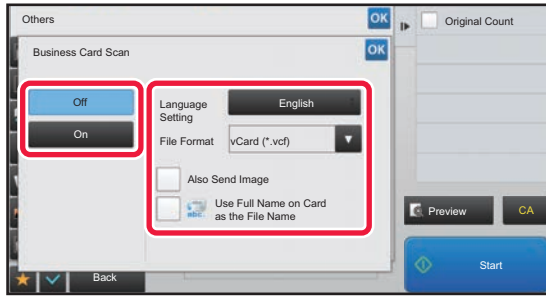 Others
OK
Original Count
Business Card Scan
OK
Off
On
Language
Setting
English
File Format
vCard (*.vcf)
Also Send Image
abc
Use Full Name on Card
as the File Name
Preview
CA
Start
Back